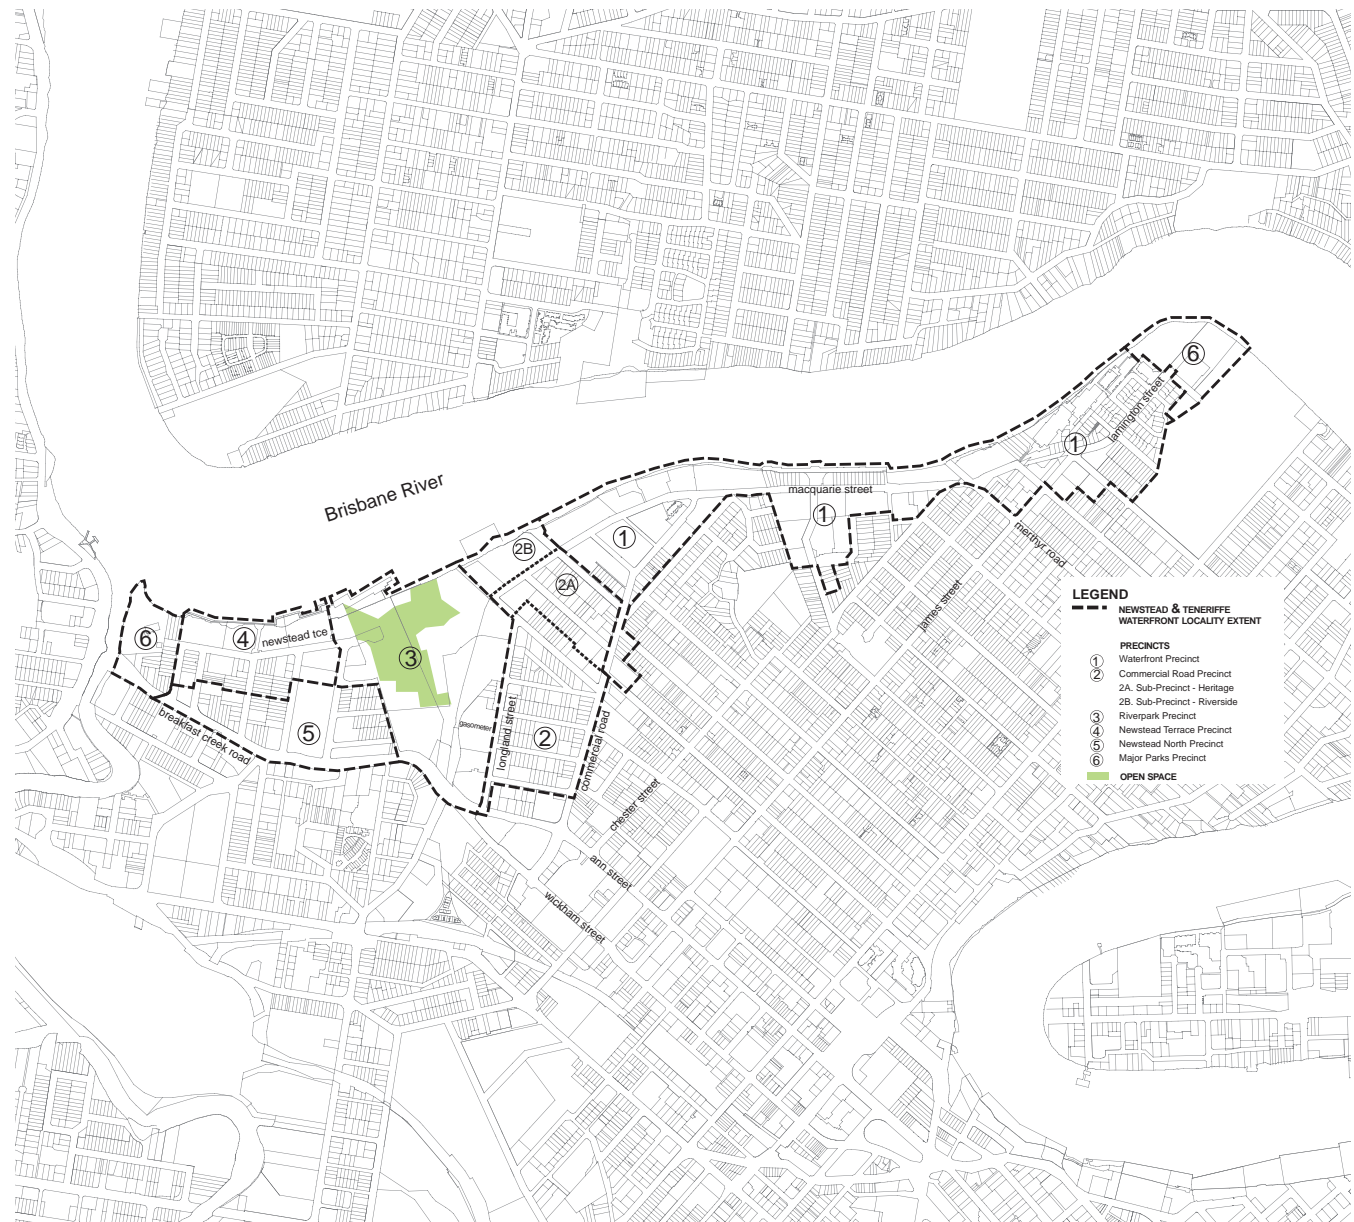 6
lamington street
1
Brisbane River
macquarie street
1
1
2B
merthyr road
2A
james street
6
4
newstead tce
3
gasometer
longland street
2
commercial road
5
breakfast creek road
chester street
ann street
wickham street
LEGEND
NEWSTEAD & TENERIFFE
WATERFRONT LOCALITY EXTENT
PRECINCTS
1 Waterfront Precinct
2 Commercial Road Precinct
2A. Sub-Precinct - Heritage
2B. Sub-Precinct - Riverside
3 Riverpark Precinct
4 Newstead Terrace Precinct
5 Newstead North Precinct
6 Major Parks Precinct
OPEN SPACE